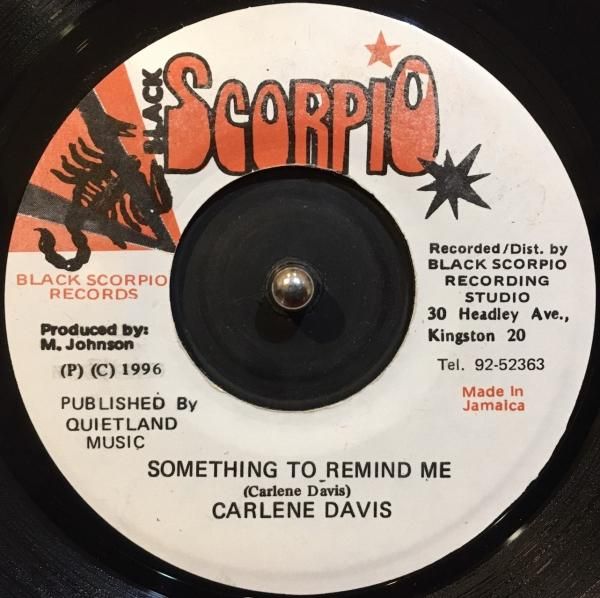 BLACK
SCORPIO
BLACK SCORPIO
RECORDS
Produced by:
M. Johnson
(P) (C) 1996
PUBLISHED By
QUIETLAND
MUSIC
Recorded/Dist. by
BLACK SCORPIO
RECORDING
STUDIO
30 Headley Ave.,
Kingston 20
Tel. 92-52363
Made In
Jamaica
SOMETHING TO REMIND ME
(Carlene Davis)
CARLENE DAVIS